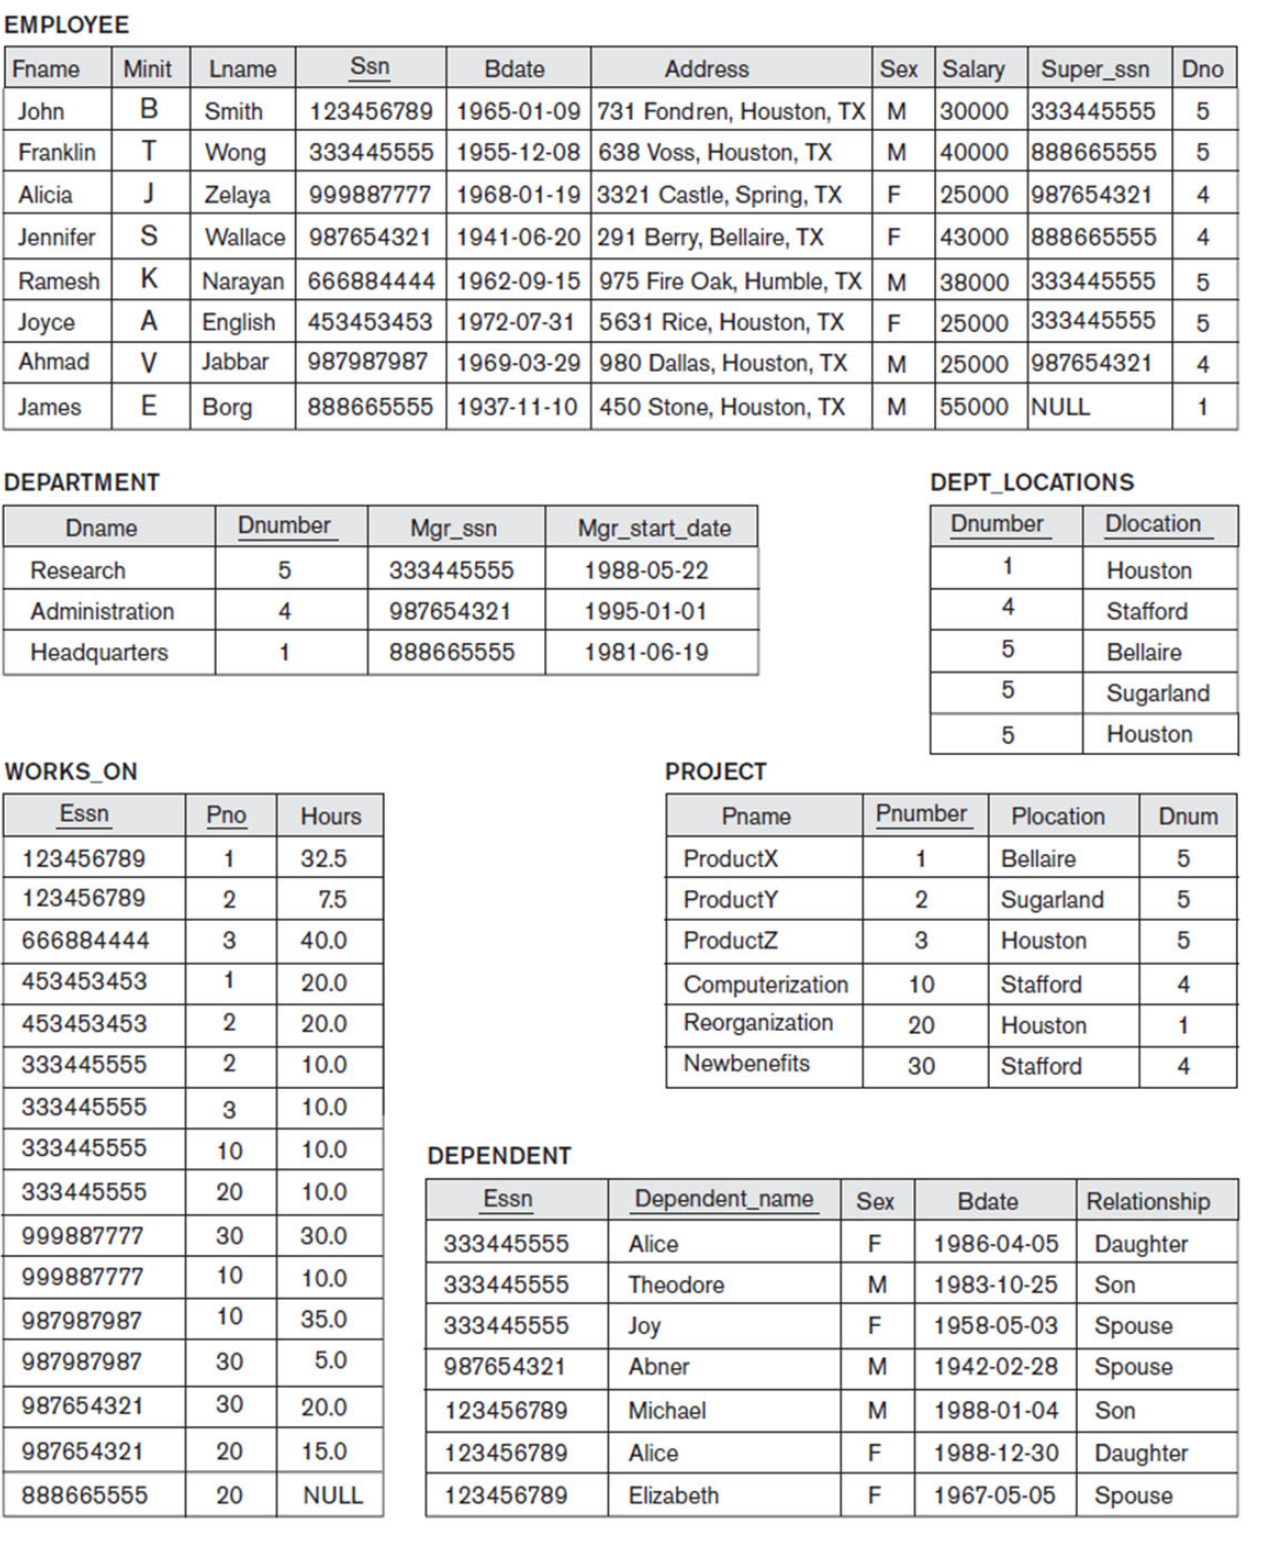 EMPLOYEE
Fname Minit Lname Ssn Bdate Address Sex Salary Super_ssn Dno
John B Smith 123456789 1965-01-09 731 Fondren, Houston, TX M 30000 333445555 5
Franklin T Wong 333445555 1955-12-08 638 Voss, Houston, TX M 40000 888665555 5
Alicia J Zelaya 999887777 1968-01-19 3321 Castle, Spring, TX F 25000 987654321 4
Jennifer S Wallace 987654321 1941-06-20 291 Berry, Bellaire, TX F 43000 888665555 4
Ramesh K Narayan 666884444 1962-09-15 975 Fire Oak, Humble, TX M 38000 333445555 5
Joyce A English 453453453 1972-07-31 5631 Rice, Houston, TX F 25000 333445555 5
Ahmad V Jabbar 987987987 1969-03-29 980 Dallas, Houston, TX M 25000 987654321 4
James E Borg 888665555 1937-11-10 450 Stone, Houston, TX M 55000 NULL 1
DEPARTMENT
Dname Dnumber Mgr_ssn Mgr_start_date
Research 5 333445555 1988-05-22
Administration 4 987654321 1995-01-01
Headquarters 1 888665555 1981-06-19
DEPT_LOCATIONS
Dnumber Dlocation
1 Houston
4 Stafford
5 Bellaire
5 Sugarland
5 Houston
WORKS_ON
Essn Pno Hours
123456789 1 32.5
123456789 2 7.5
666884444 3 40.0
453453453 1 20.0
453453453 2 20.0
333445555 2 10.0
333445555 3 10.0
333445555 10 10.0
333445555 20 10.0
999887777 30 30.0
999887777 10 10.0
987987987 10 35.0
987987987 30 5.0
987654321 30 20.0
987654321 20 15.0
888665555 20 NULL
PROJECT
Pname Pnumber Plocation Dnum
ProductX 1 Bellaire 5
ProductY 2 Sugarland 5
ProductZ 3 Houston 5
Computerization 10 Stafford 4
Reorganization 20 Houston 1
Newbenefits 30 Stafford 4
DEPENDENT
Essn Dependent_name Sex Bdate Relationship
333445555 Alice F 1986-04-05 Daughter
333445555 Theodore M 1983-10-25 Son
333445555 Joy F 1958-05-03 Spouse
987654321 Abner M 1942-02-28 Spouse
123456789 Michael M 1988-01-04 Son
123456789 Alice F 1988-12-30 Daughter
123456789 Elizabeth F 1967-05-05 Spouse